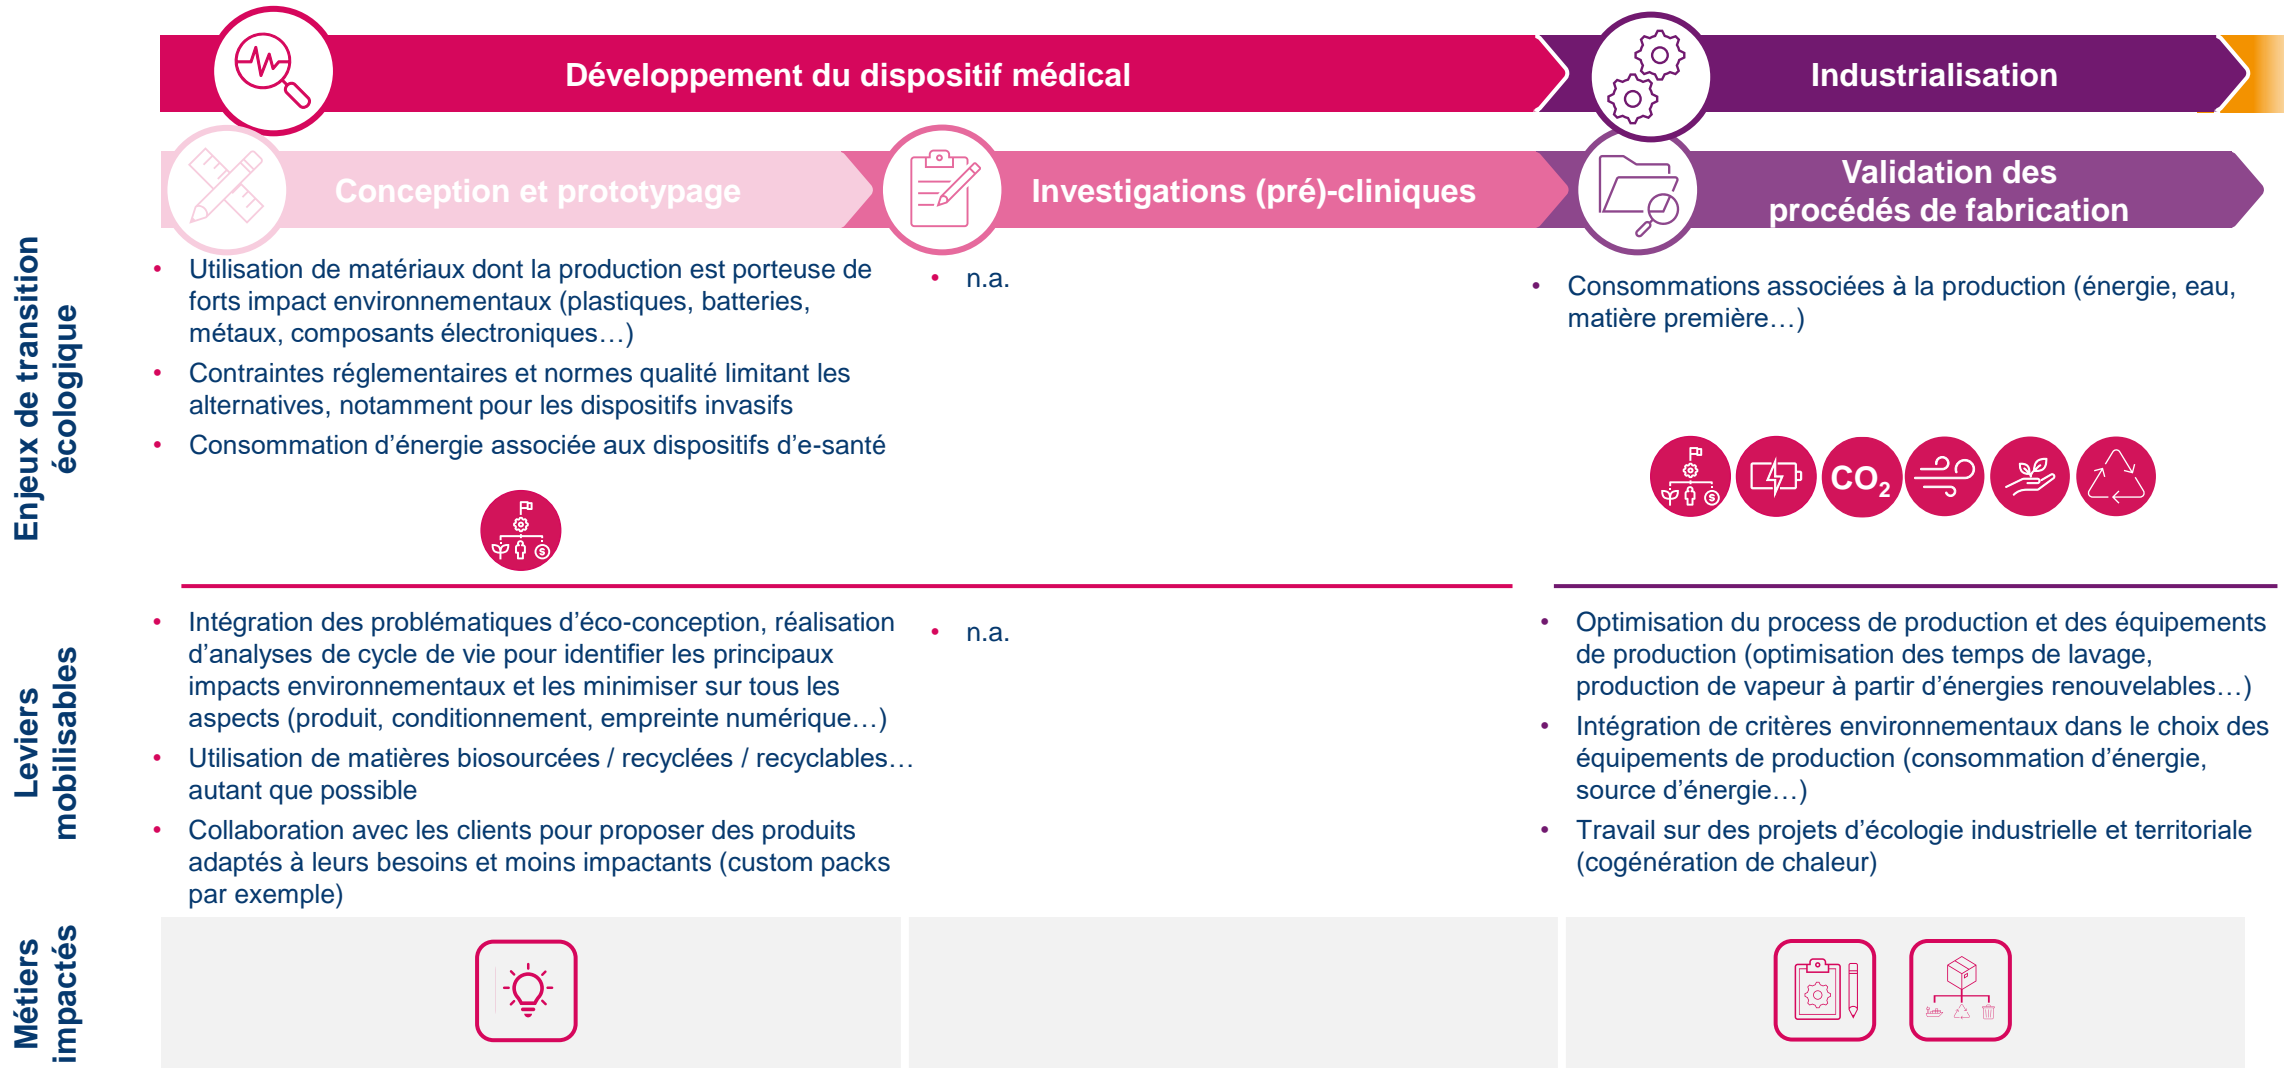 Développement du dispositif médical
Industrialisation
Conception et prototypage
Investigations (pré)-cliniques
Validation des
procédés de fabrication
Enjeux de transition
écologique
• Utilisation de matériaux dont la production est porteuse de
forts impact environnementaux (plastiques, batteries,
métaux, composants électroniques…)
• Contraintes réglementaires et normes qualité limitant les
alternatives, notamment pour les dispositifs invasifs
• Consommation d’énergie associée aux dispositifs d’e-santé
• n.a.
• Consommations associées à la production (énergie, eau,
matière première…)
CO2
Leviers
mobilisables
• Intégration des problématiques d’éco-conception, réalisation
d’analyses de cycle de vie pour identifier les principaux
impacts environnementaux et les minimiser sur tous les
aspects (produit, conditionnement, empreinte numérique…)
• Utilisation de matières biosourcées / recyclées / recyclables…
autant que possible
• Collaboration avec les clients pour proposer des produits
adaptés à leurs besoins et moins impactants (custom packs
par exemple)
• n.a.
• Optimisation du process de production et des équipements
de production (optimisation des temps de lavage,
production de vapeur à partir d’énergies renouvelables…)
• Intégration de critères environnementaux dans le choix des
équipements de production (consommation d’énergie,
source d’énergie…)
• Travail sur des projets d’écologie industrielle et territoriale
(cogénération de chaleur)
Métiers
impactés